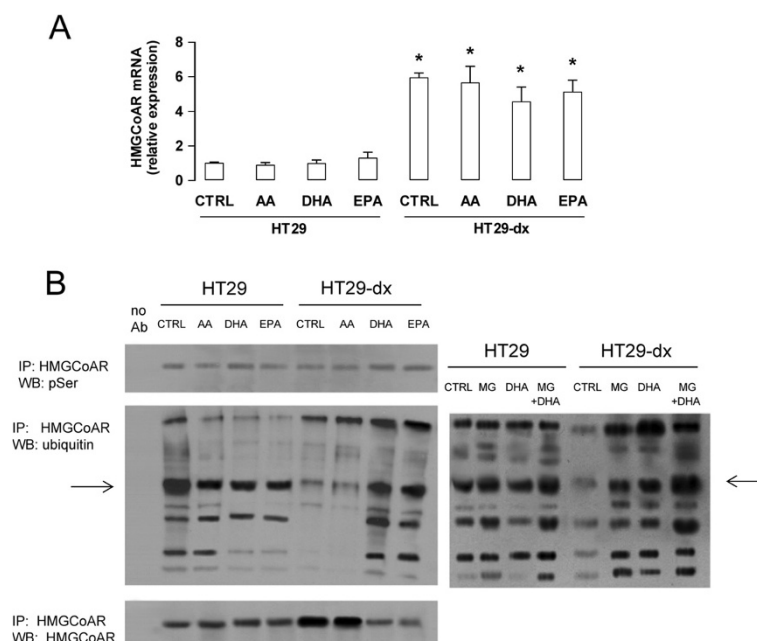 A
HMGCoAR mRNA
(relative expression)
8
6
4
2
0
* * * *
CTRL AA DHA EPA CTRL AA DHA EPA
HT29 HT29-dx
B
HT29 HT29-dx
no
Ab CTRL AA DHA EPA CTRL AA DHA EPA
IP: HMGCoAR
WB: pSer
IP: HMGCoAR
WB: ubiquitin
IP: HMGCoAR
WB: HMGCoAR
HT29 HT29-dx
CTRL MG DHA MG +DHA CTRL MG DHA MG +DHA